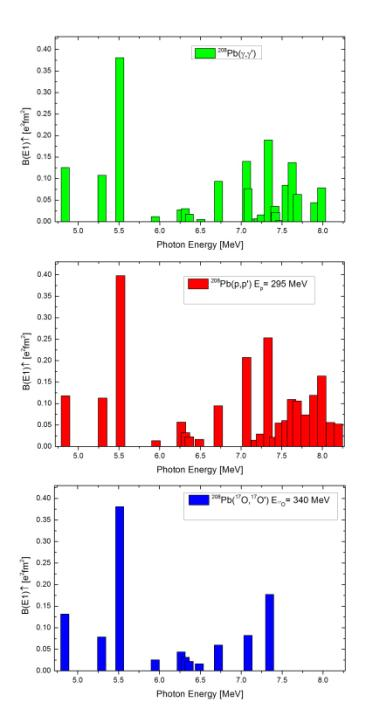 0.40
0.35
0.30
0.25
0.20
0.15
0.10
0.05
0.00
B(E1)↑ [e²fm²]
²⁰⁸Pb(γ,γ')
5.0 5.5 6.0 6.5 7.0 7.5 8.0
Photon Energy [MeV]
0.40
0.35
0.30
0.25
0.20
0.15
0.10
0.05
0.00
B(E1)↑ [e²fm²]
²⁰⁸Pb(p,p') Eₚ= 295 MeV
5.0 5.5 6.0 6.5 7.0 7.5 8.0
Photon Energy [MeV]
0.40
0.35
0.30
0.25
0.20
0.15
0.10
0.05
0.00
B(E1)↑ [e²fm²]
²⁰⁸Pb(¹⁷O,¹⁷O') E₁₇O= 340 MeV
5.0 5.5 6.0 6.5 7.0 7.5 8.0
Photon Energy [MeV]